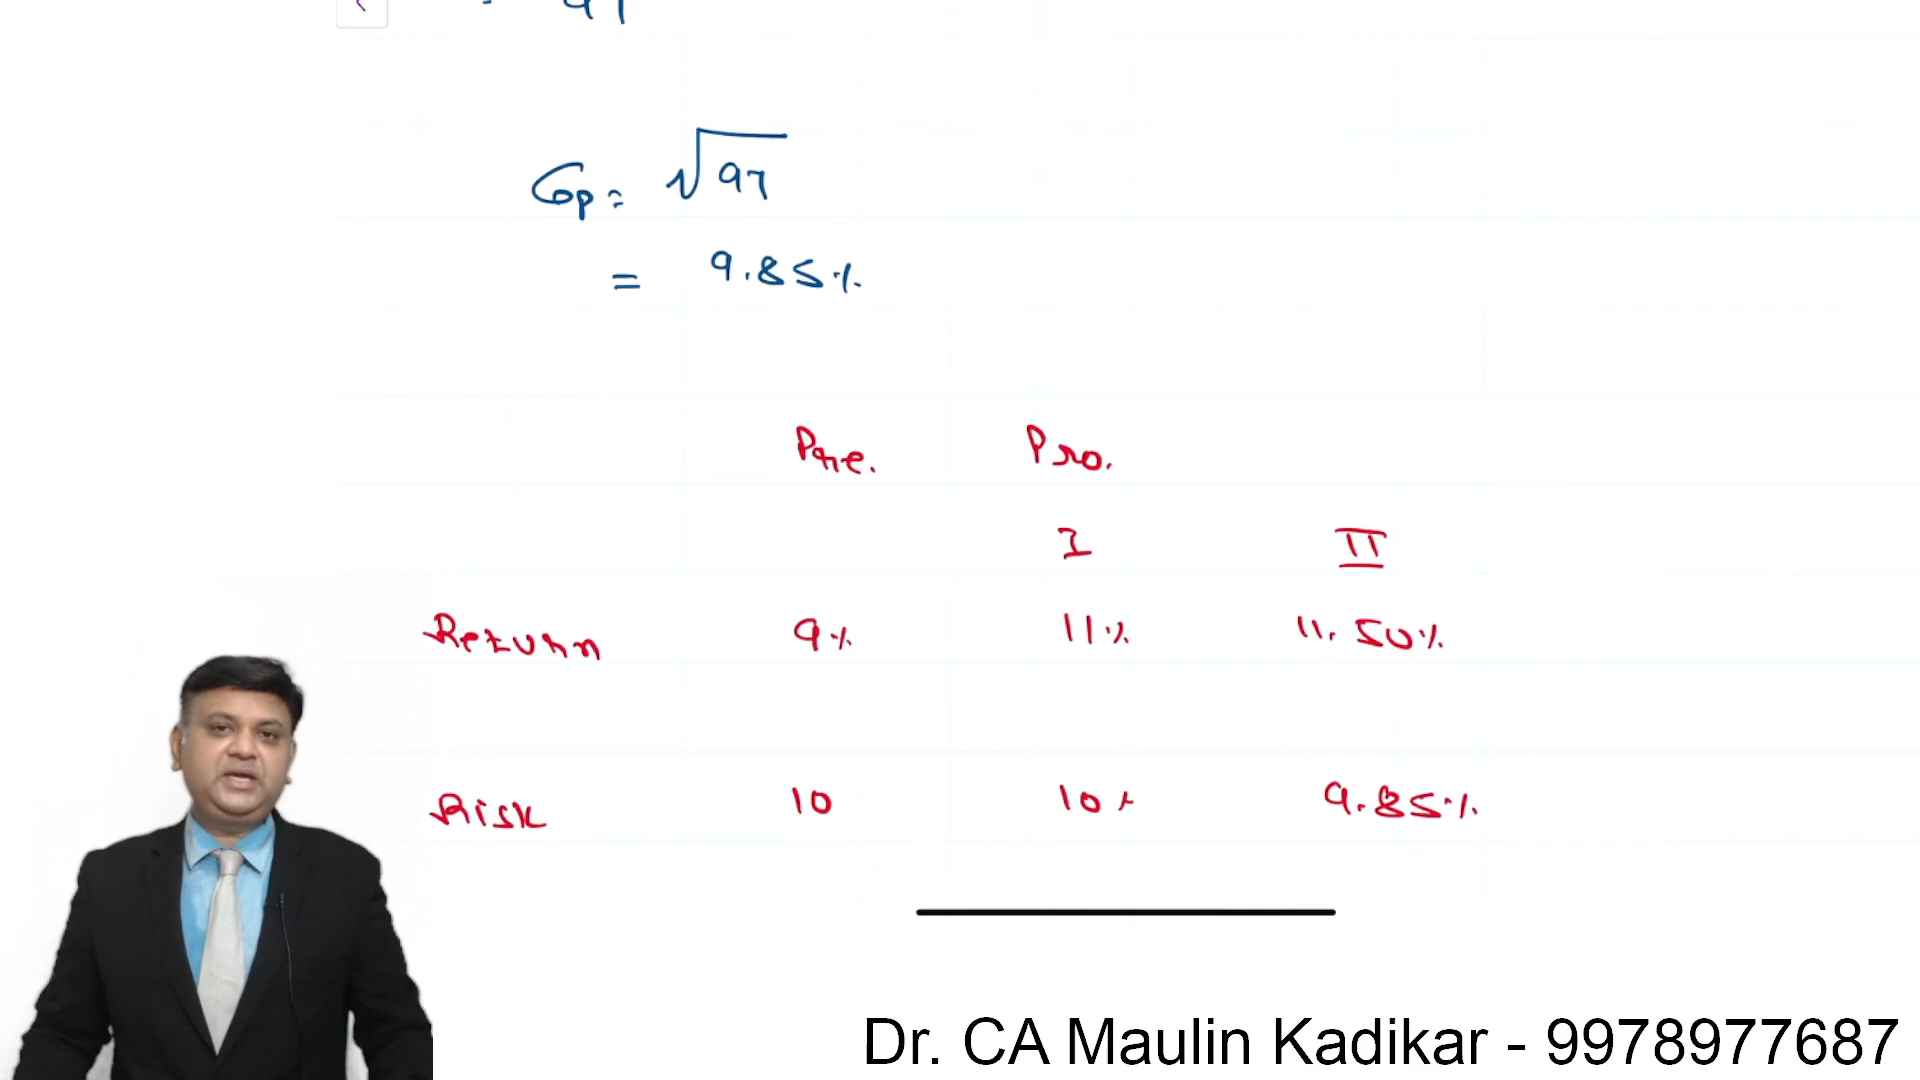 = 97
σp = √97
= 9.85%
Pre. Pro.
I II
Return 9% 11% 11.50%
Risk 10 10% 9.85%
Dr. CA Maulin Kadikar - 9978977687